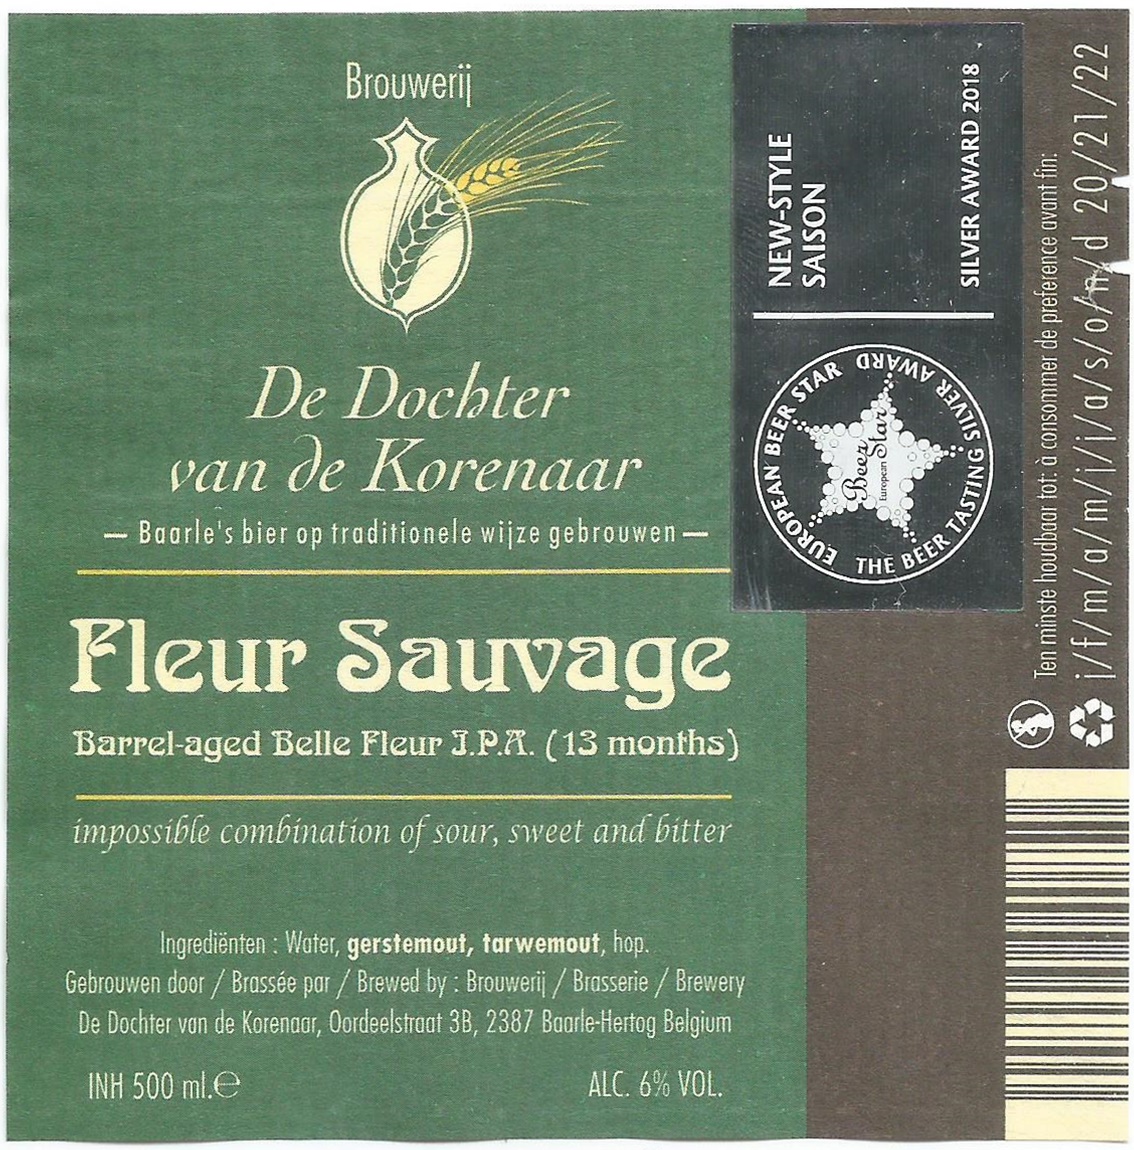 Brouwerij
De Dochter
van de Korenaar
— Baarle's bier op traditionele wijze gebrouwen —
Fleur Sauvage
Barrel-aged Belle Fleur I.P.A. (13 months)
impossible combination of sour, sweet and bitter
Ingrediënten : Water, gerstemout, tarwemout, hop.
Gebrouwen door / Brassée par / Brewed by : Brouwerij / Brasserie / Brewery
De Dochter van de Korenaar, Oordeelstraat 3B, 2387 Baarle-Hertog Belgium
INH 500 ml.℮
ALC. 6% VOL.
NEW-STYLE
SAISON
SILVER AWARD 2018
EUROPEAN BEER STAR AWARD
THE BEER TASTING SILVER
Beer Star
European
Ten minste houdbaar tot: à consommer de preference avant fin:
j/f/m/a/m/j/j/a/s/o/n/d 20/21/22